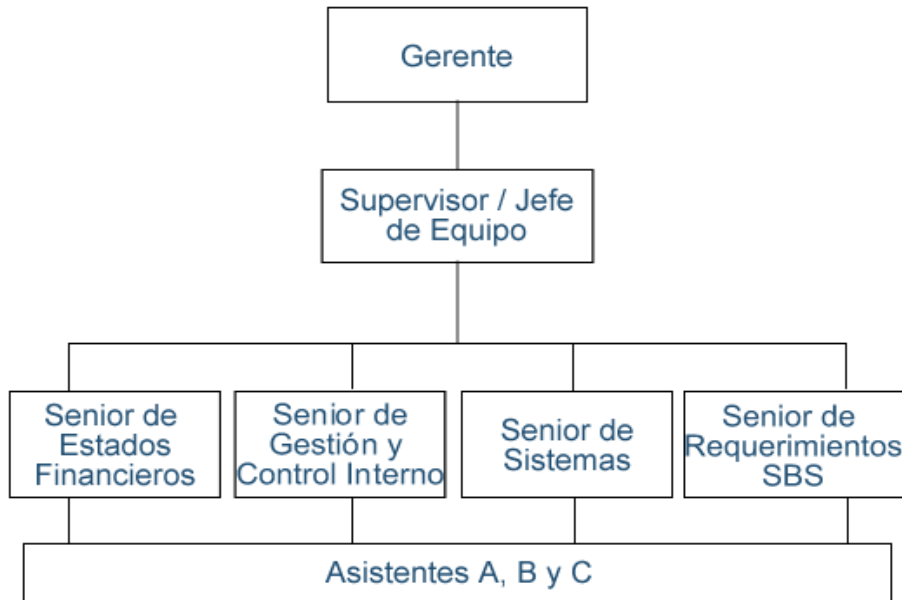 Gerente
Supervisor / Jefe
de Equipo
Senior de
Estados
Financieros
Senior de
Gestión y
Control Interno
Senior de
Sistemas
Senior de
Requerimientos
SBS
Asistentes A, B y C